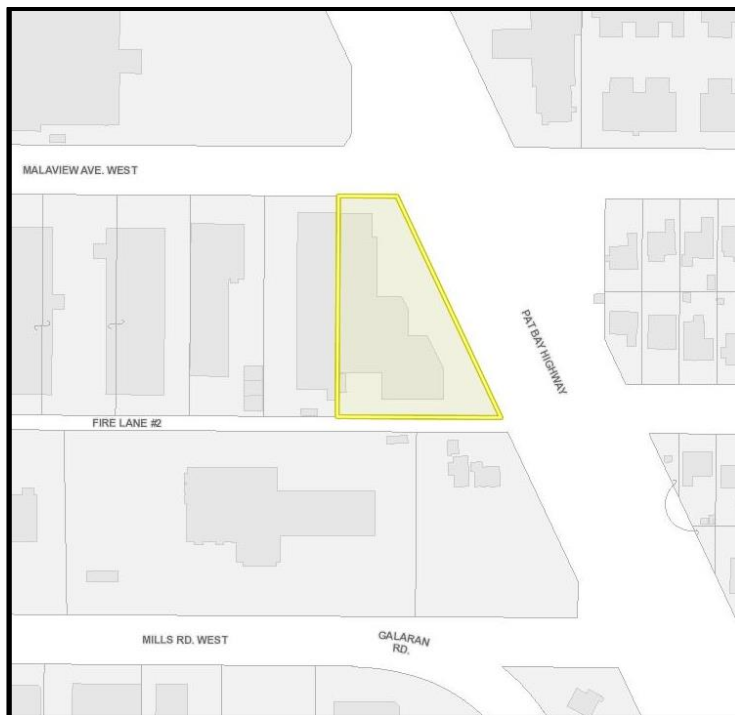 MALAVIEW AVE. WEST
PAT BAY HIGHWAY
FIRE LANE #2
MILLS RD. WEST
GALARAN
RD.